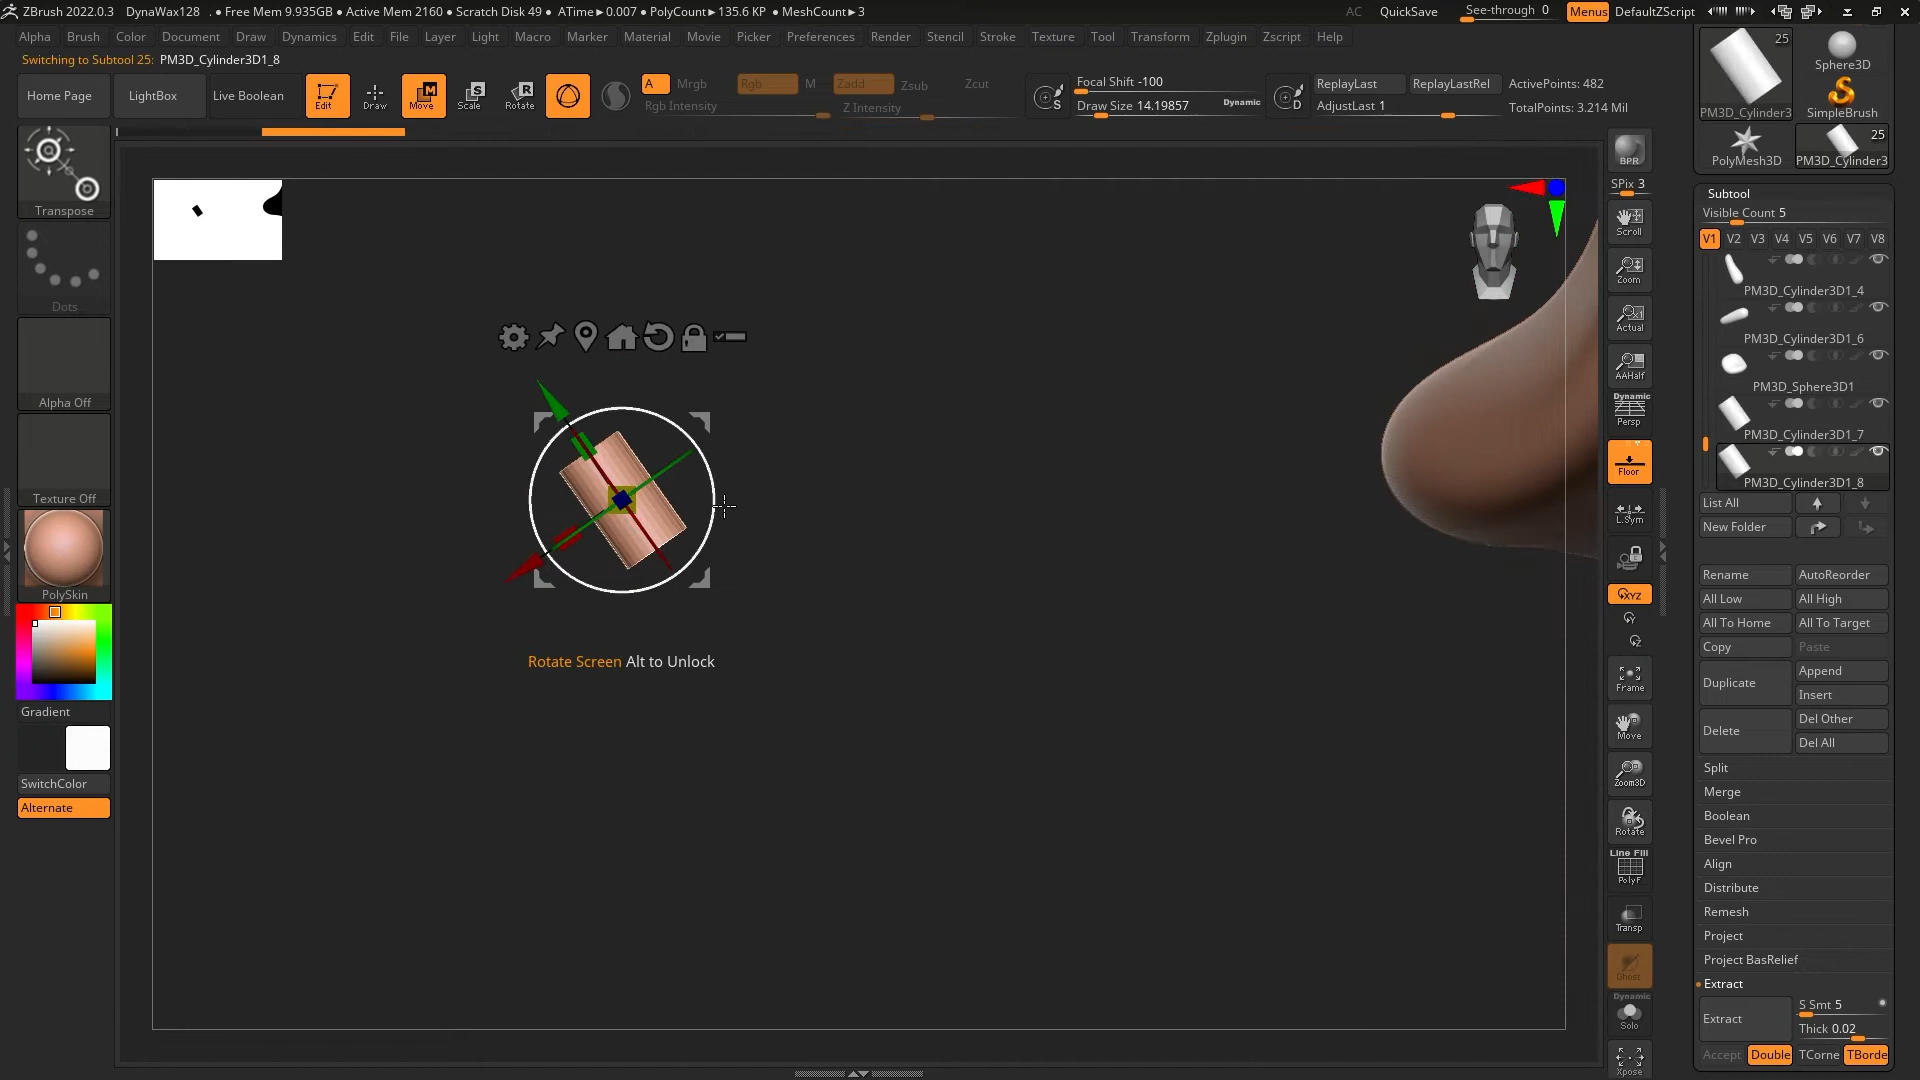 ZBrush 2022.0.3 DynaWax128 . ● Free Mem 9.935GB ● Active Mem 2160 ● Scratch Disk 49 ● ATime►0.007 ● PolyCount►135.6 KP ● MeshCount►3 AC QuickSave See-through 0 Menus DefaultZScript
Alpha Brush Color Document Draw Dynamics Edit File Layer Light Macro Marker Material Movie Picker Preferences Render Stencil Stroke Texture Tool Transform Zplugin Zscript Help
Switching to Subtool 25: PM3D_Cylinder3D1_8
Home Page LightBox Live Boolean Edit Draw Move Scale Rotate
A Mrgb Rgb M Zadd Zsub Zcut
Rgb Intensity Z Intensity
S Focal Shift -100
Draw Size 14.19857 Dynamic
D ReplayLast ReplayLastRel ActivePoints: 482
AdjustLast 1 TotalPoints: 3.214 Mil
Transpose
Dots
Alpha Off
Texture Off
PolySkin
Gradient
SwitchColor
Alternate
Rotate Screen Alt to Unlock
BPR
SPix 3
Scroll
Zoom
Actual
AAHalf
Dynamic
Persp
Floor
L.Sym
XYZ
Y
Z
Frame
Move
Zoom3D
Rotate
Line Fill
PolyF
Transp
Ghost
Dynamic
Solo
Xpose
25
PM3D_Cylinder3
Sphere3D
SimpleBrush
PolyMesh3D
25
PM3D_Cylinder3
Subtool
Visible Count 5
V1 V2 V3 V4 V5 V6 V7 V8
PM3D_Cylinder3D1_4
PM3D_Cylinder3D1_6
PM3D_Sphere3D1
PM3D_Cylinder3D1_7
PM3D_Cylinder3D1_8
List All
New Folder
Rename AutoReorder
All Low All High
All To Home All To Target
Copy Paste
Duplicate Append
Insert
Delete Del Other
Del All
Split
Merge
Boolean
Bevel Pro
Align
Distribute
Remesh
Project
Project BasRelief
Extract
Extract S Smt 5
Thick 0.02
Accept Double TCorne TBorde